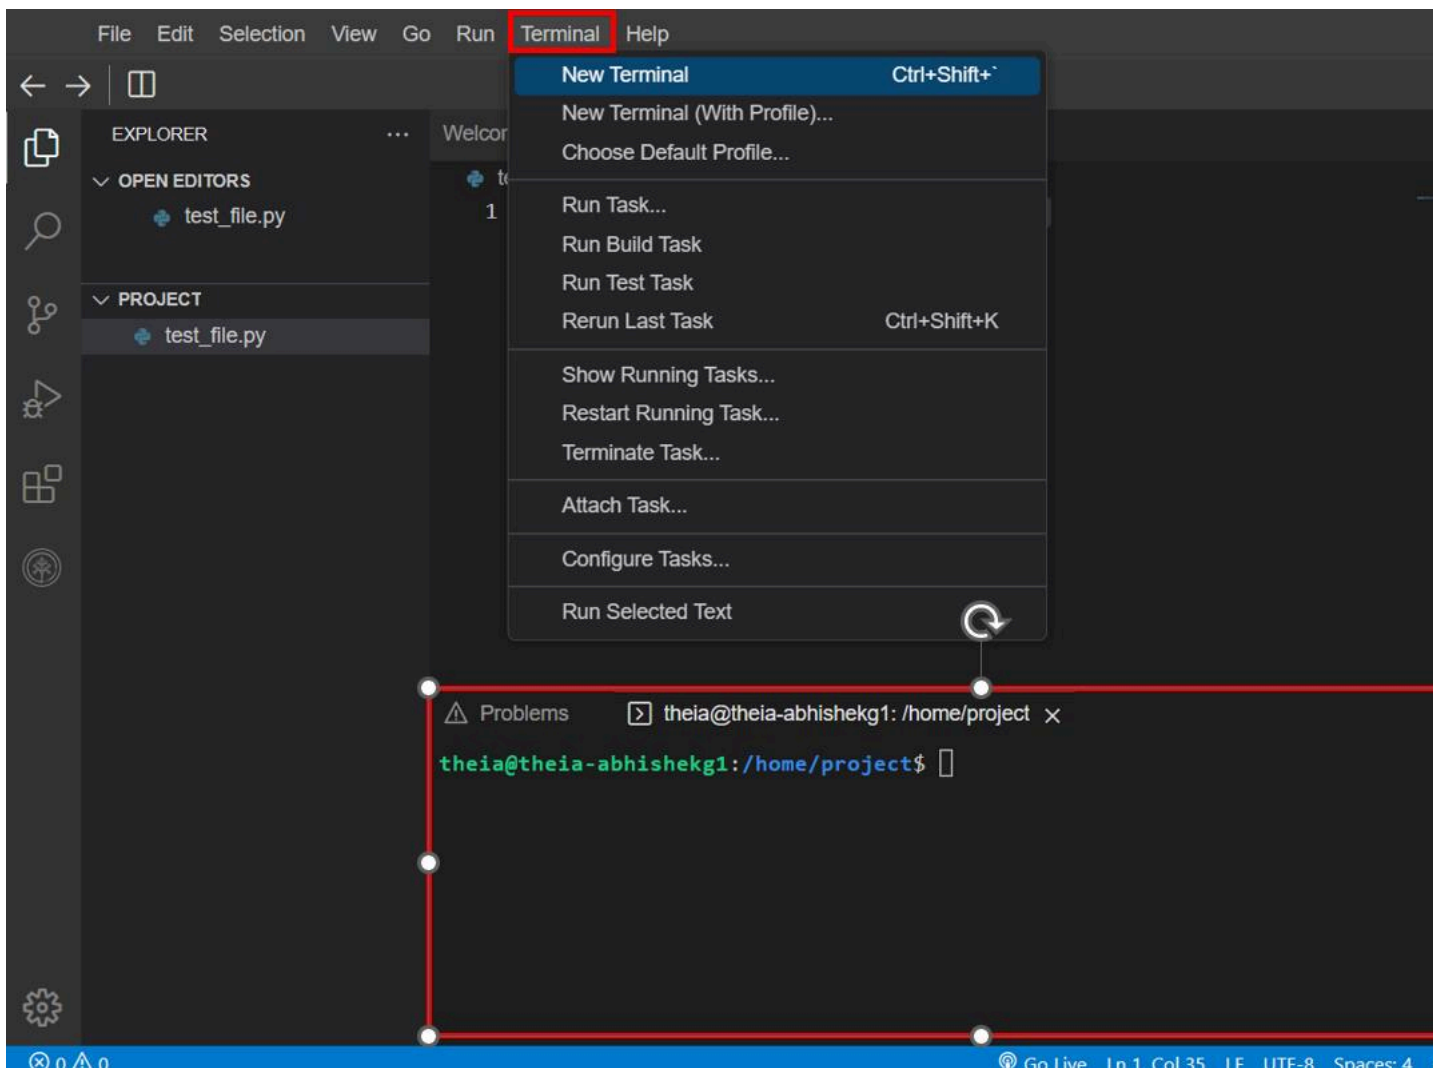 File Edit Selection View Go Run Terminal Help
New Terminal Ctrl+Shift+`
New Terminal (With Profile)...
Choose Default Profile...
Run Task...
Run Build Task
Run Test Task
Rerun Last Task Ctrl+Shift+K
Show Running Tasks...
Restart Running Task...
Terminate Task...
Attach Task...
Configure Tasks...
Run Selected Text
EXPLORER ...
OPEN EDITORS
test_file.py
PROJECT
test_file.py
Welcor
te
1
Problems theia@theia-abhishekg1: /home/project ×
theia@theia-abhishekg1:/home/project$
0 0 Go Live Ln 1, Col 35 LF UTF-8 Spaces: 4